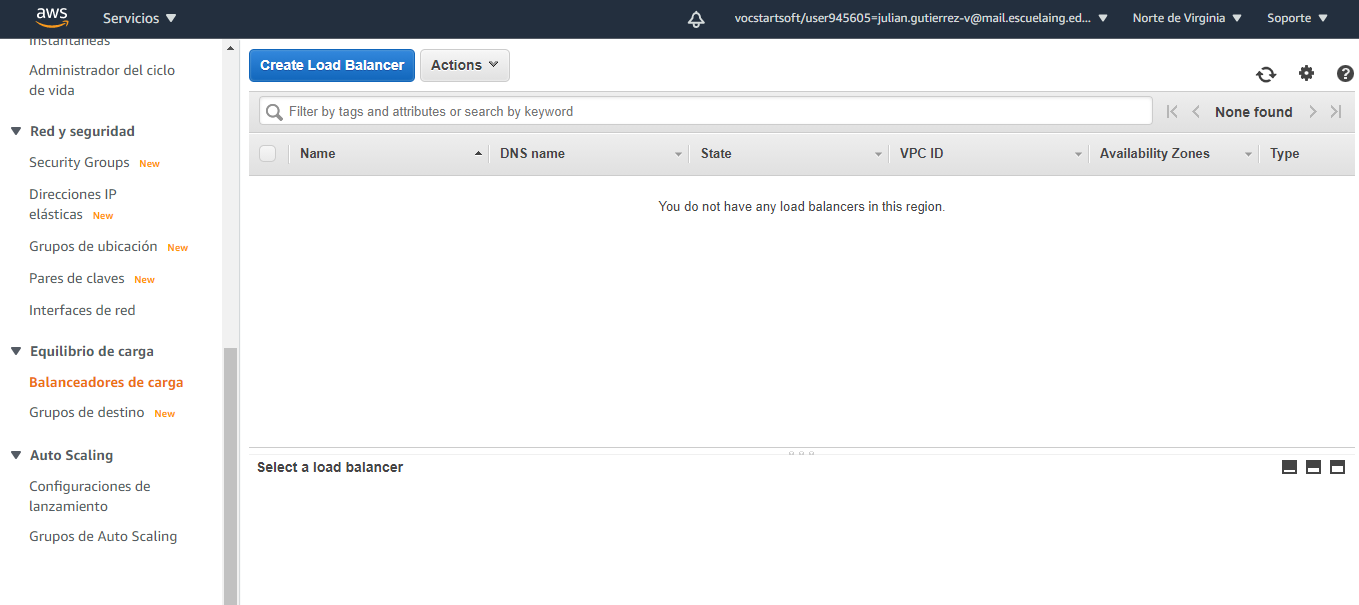 aws
Servicios
vocstartsoft/user945605=julian.gutierrez-v@mail.escuelaing.ed...
Norte de Virginia
Soporte
Instantáneas
Administrador del ciclo
de vida
Red y seguridad
Security Groups New
Direcciones IP
elásticas New
Grupos de ubicación New
Pares de claves New
Interfaces de red
Equilibrio de carga
Balanceadores de carga
Grupos de destino New
Auto Scaling
Configuraciones de
lanzamiento
Grupos de Auto Scaling
Create Load Balancer
Actions
Filter by tags and attributes or search by keyword
None found
Name
DNS name
State
VPC ID
Availability Zones
Type
You do not have any load balancers in this region.
Select a load balancer